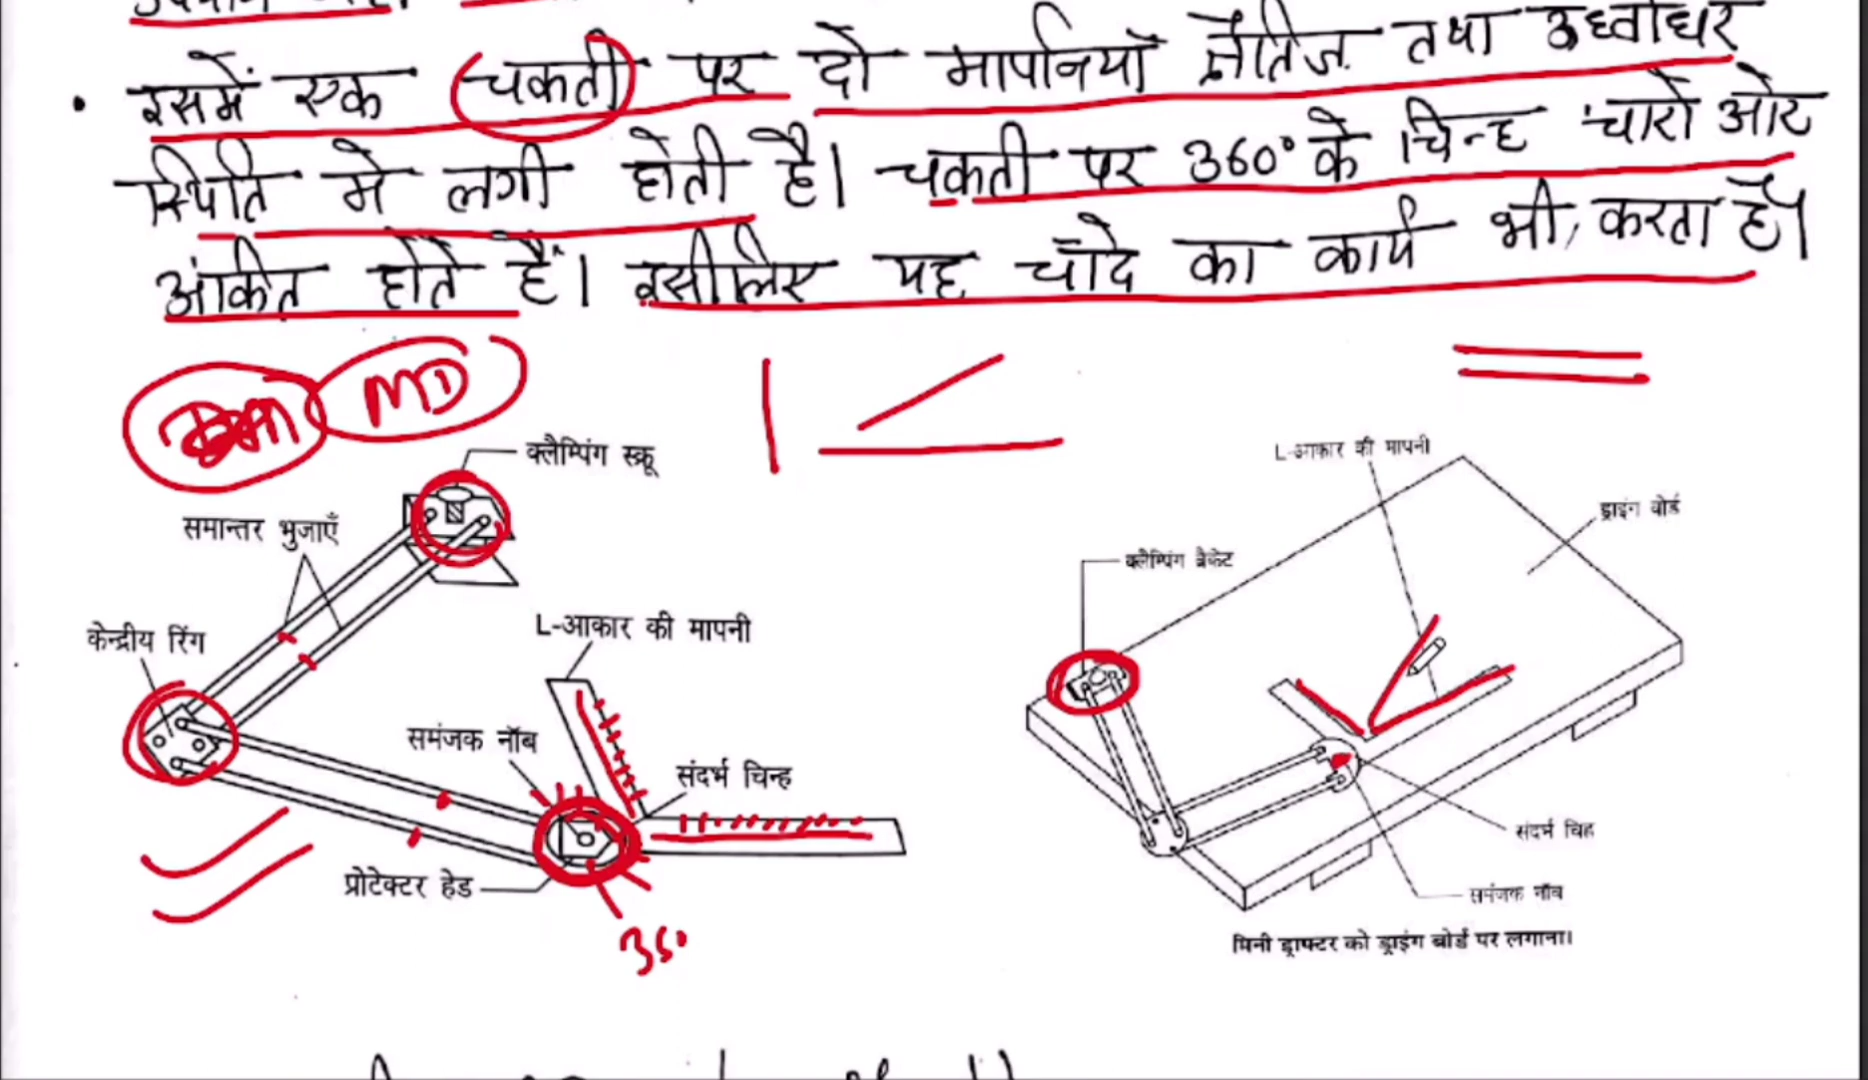 इसमें एक चकती पर दो मापनियाँ क्षैतिज तथा उर्ध्वाधर
स्थिति मे लगी होती है। चकती पर 360° के चिन्ह चारो ओर
अंकित होते हैं। इसीलिए यह चाँदे का कार्य भी करता है।
MD
क्लैम्पिंग स्क्रू
समान्तर भुजाएँ
केन्द्रीय रिंग
L-आकार की मापनी
समंजक नॉब
संदर्भ चिन्ह
प्रोटेक्टर हेड
L-आकार की मापनी
ड्राइंग बोर्ड
क्लैम्पिंग ब्रैकेट
संदर्भ चिह्न
समंजक नॉब
मिनी ड्राफ्टर को ड्राइंग बोर्ड पर लगाना।